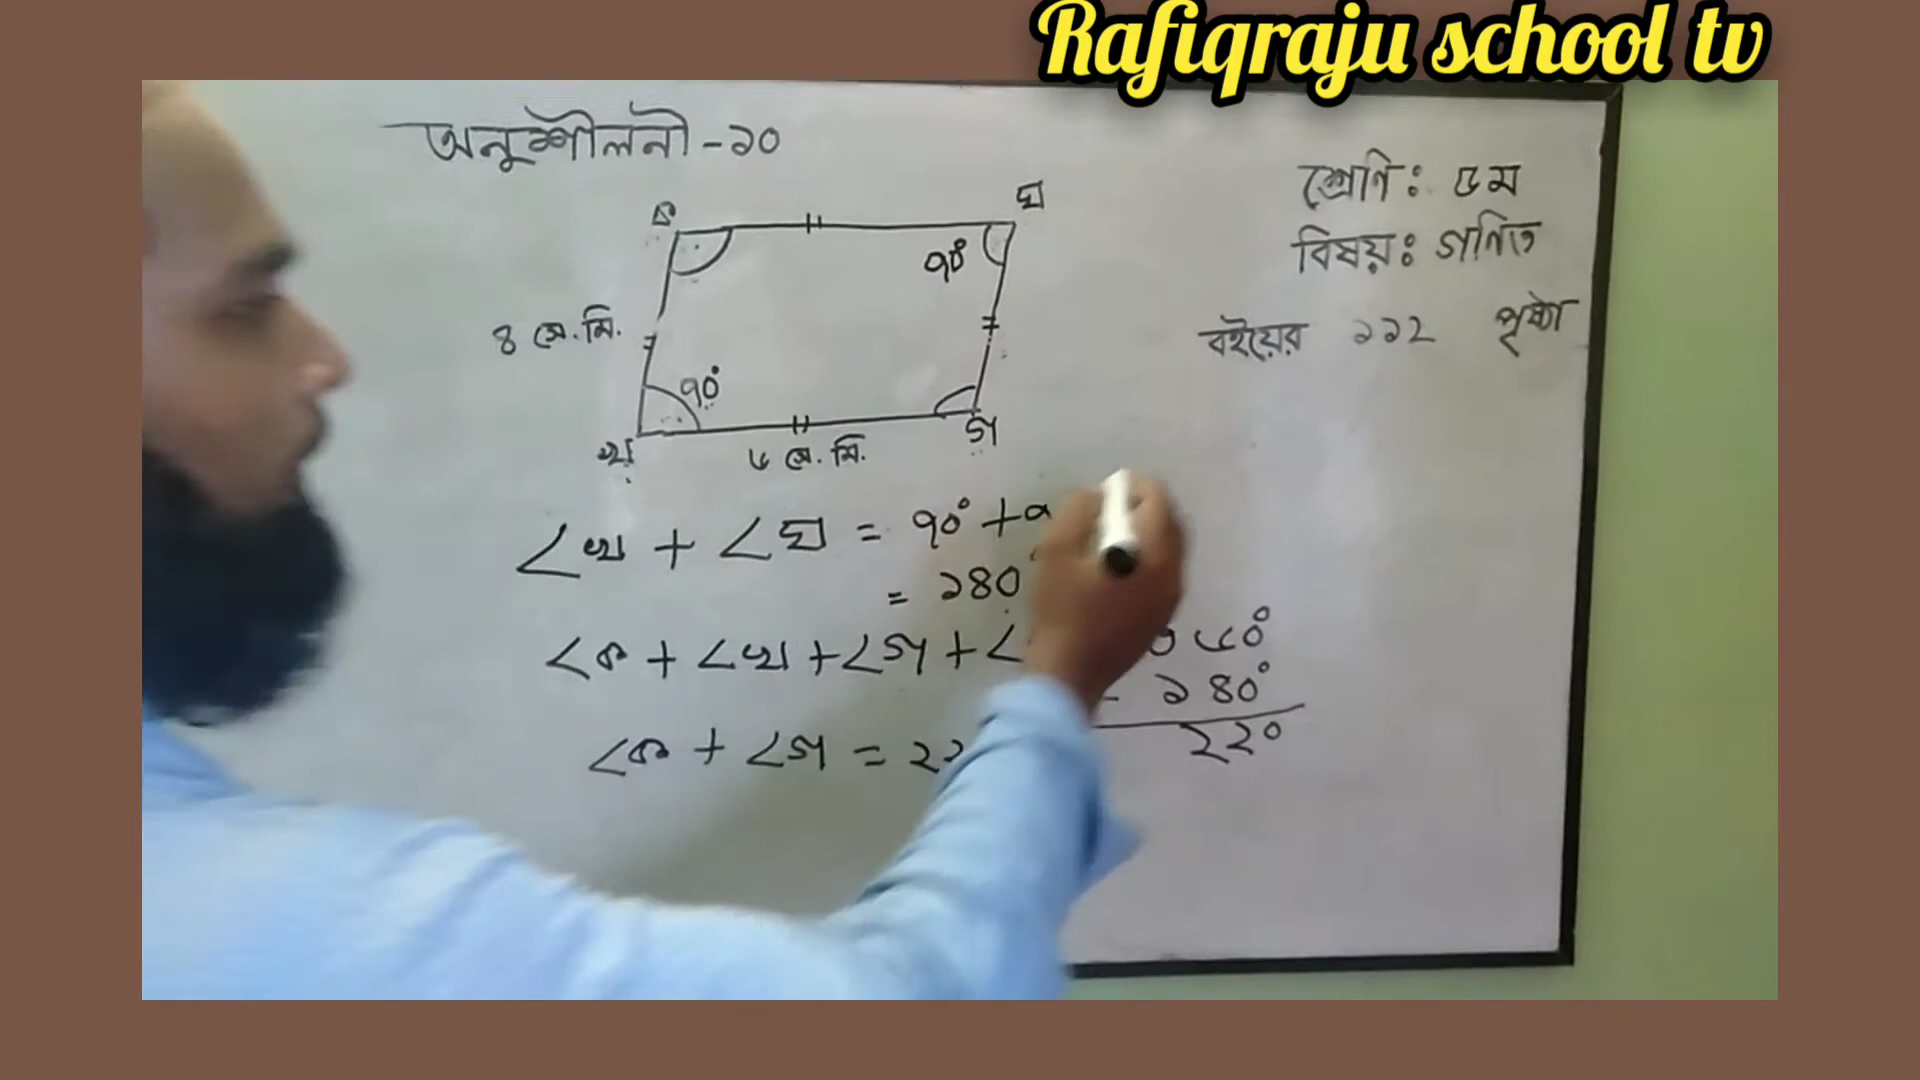 Rafiqraju school tv
অনুশীলনী-১০
শ্রেণি: ৫ম
বিষয়: গণিত
বইয়ের ১১২ পৃষ্ঠা
ক
ঘ
৭০°
৪ সে.মি.
৭০°
খ
৬ সে.মি.
গ
∠খ + ∠ঘ = ৭০° + ৭
= ১৪০°
∠ক + ∠খ + ∠গ + ∠
৩৬০°
- ১৪০°
২২০
∠ক + ∠গ = ২২